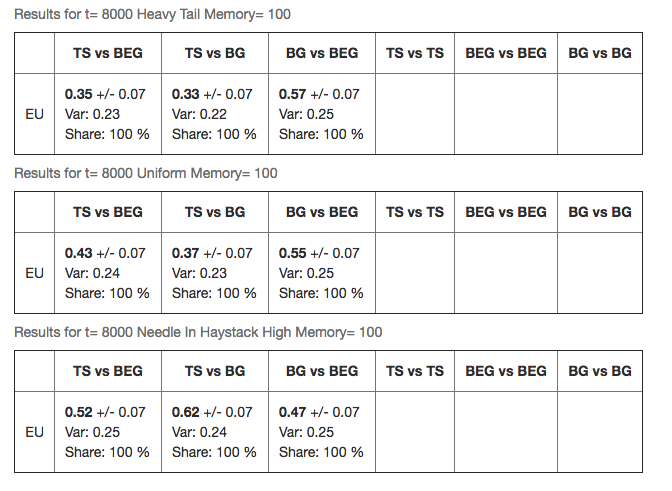 Results for t= 8000 Heavy Tail Memory= 100
TS vs BEG TS vs BG BG vs BEG TS vs TS BEG vs BEG BG vs BG
0.35 +/- 0.07 0.33 +/- 0.07 0.57 +/- 0.07
EU Var: 0.23 Var: 0.22 Var: 0.25
Share: 100 % Share: 100 % Share: 100 %
Results for t= 8000 Uniform Memory= 100
TS vs BEG TS vs BG BG vs BEG TS vs TS BEG vs BEG BG vs BG
0.43 +/- 0.07 0.37 +/- 0.07 0.55 +/- 0.07
EU Var: 0.24 Var: 0.23 Var: 0.25
Share: 100 % Share: 100 % Share: 100 %
Results for t= 8000 Needle In Haystack High Memory= 100
TS vs BEG TS vs BG BG vs BEG TS vs TS BEG vs BEG BG vs BG
0.52 +/- 0.07 0.62 +/- 0.07 0.47 +/- 0.07
EU Var: 0.25 Var: 0.24 Var: 0.25
Share: 100 % Share: 100 % Share: 100 %